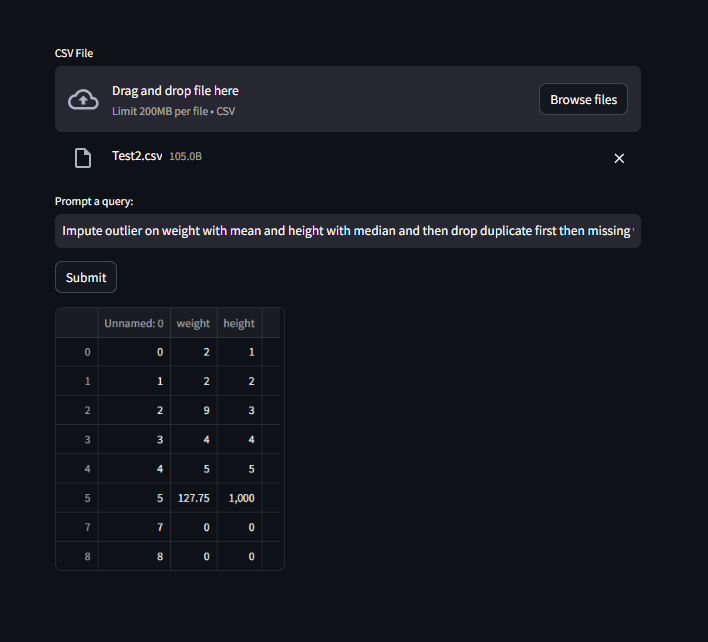 CSV File
Drag and drop file here
Limit 200MB per file • CSV
Browse files
Test2.csv 105.0B
Prompt a query:
Impute outlier on weight with mean and height with median and then drop duplicate first then missing
Submit
Unnamed: 0 weight height
0 0 2 1
1 1 2 2
2 2 9 3
3 3 4 4
4 4 5 5
5 5 127.75 1,000
7 7 0 0
8 8 0 0